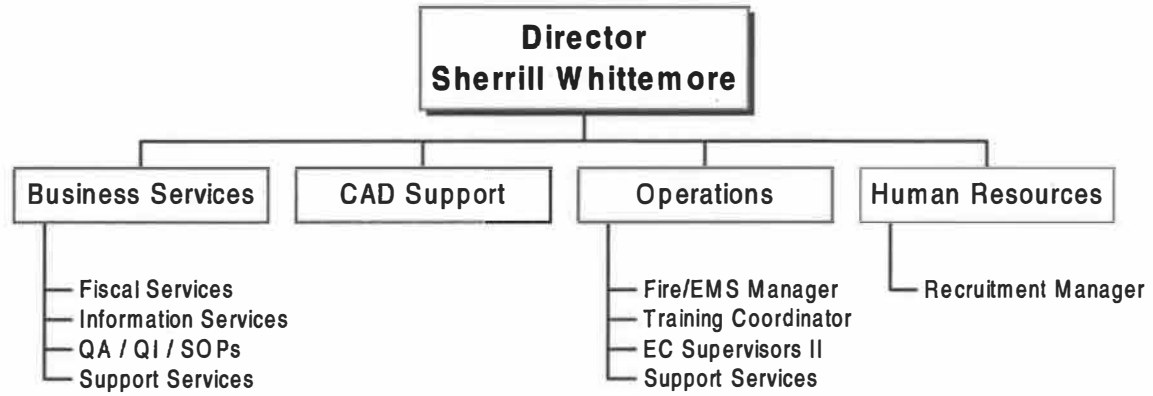 Director
Sherrill Whittemore
Business Services
CAD Support
Operations
Human Resources
Fiscal Services
Information Services
QA / QI / SOPs
Support Services
Fire/EMS Manager
Training Coordinator
EC Supervisors II
Support Services
Recruitment Manager